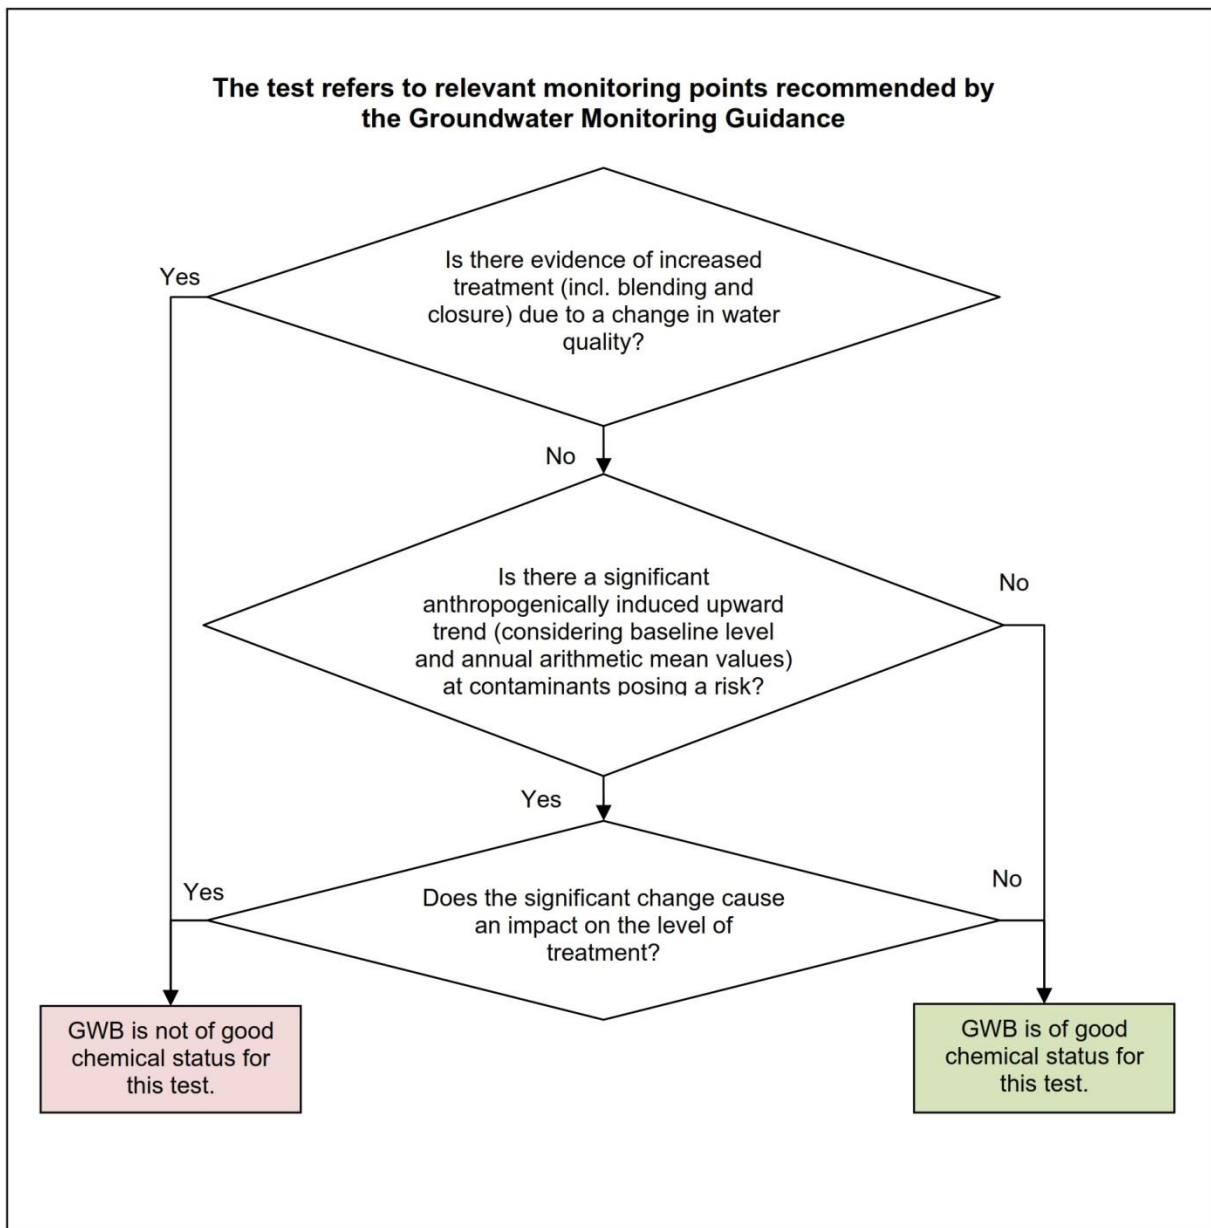 The test refers to relevant monitoring points recommended by
the Groundwater Monitoring Guidance
Yes
Is there evidence of increased
treatment (incl. blending and
closure) due to a change in water
quality?
No
Is there a significant
anthropogenically induced upward
trend (considering baseline level
and annual arithmetic mean values)
at contaminants posing a risk?
No
Yes
Yes
Does the significant change cause
an impact on the level of
treatment?
No
GWB is not of good
chemical status for
this test.
GWB is of good
chemical status for
this test.